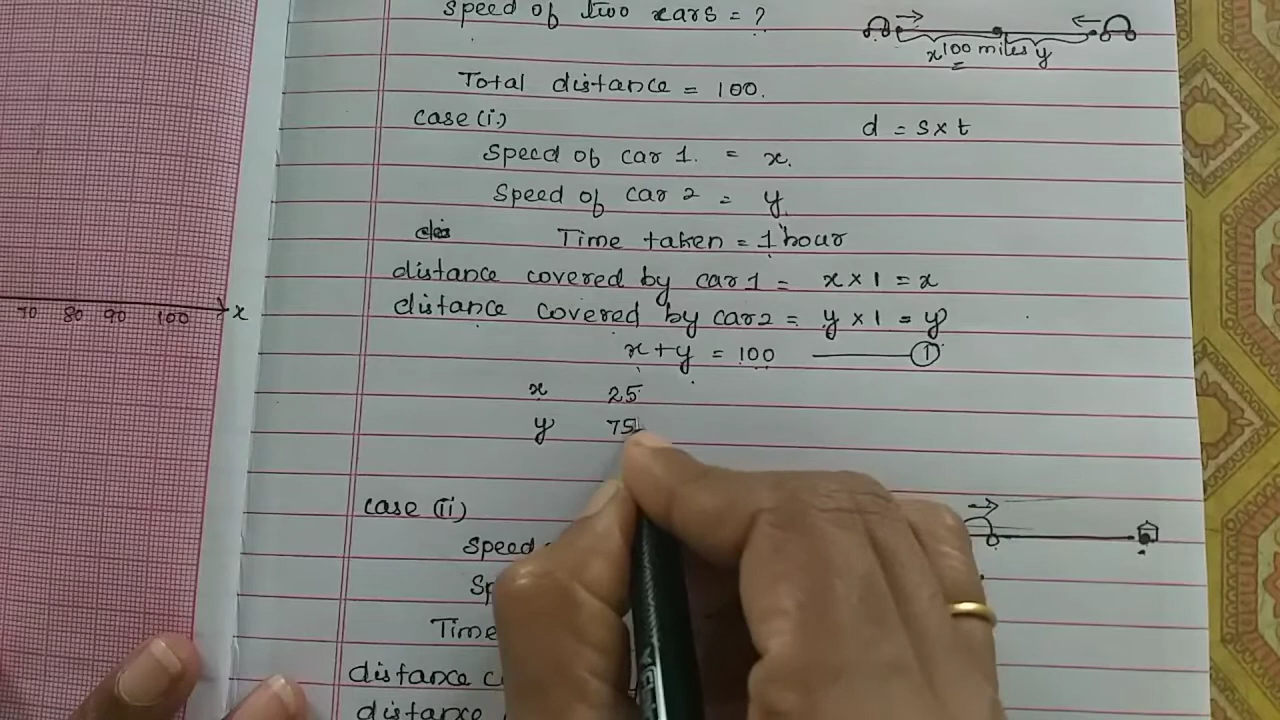 speed of two cars = ?
x 100 miles y
Total distance = 100.
case (i)
d = s x t
Speed of car 1. = x.
Speed of car 2 = y.
Time taken = 1 hour
distance covered by car 1 = x x 1 = x
distance covered by car 2 = y x 1 = y
x + y = 100 ——— ①
x 25
y 75
70 80 90 100 x
case (ii)
Speed
Sp
Time
distance c
distance